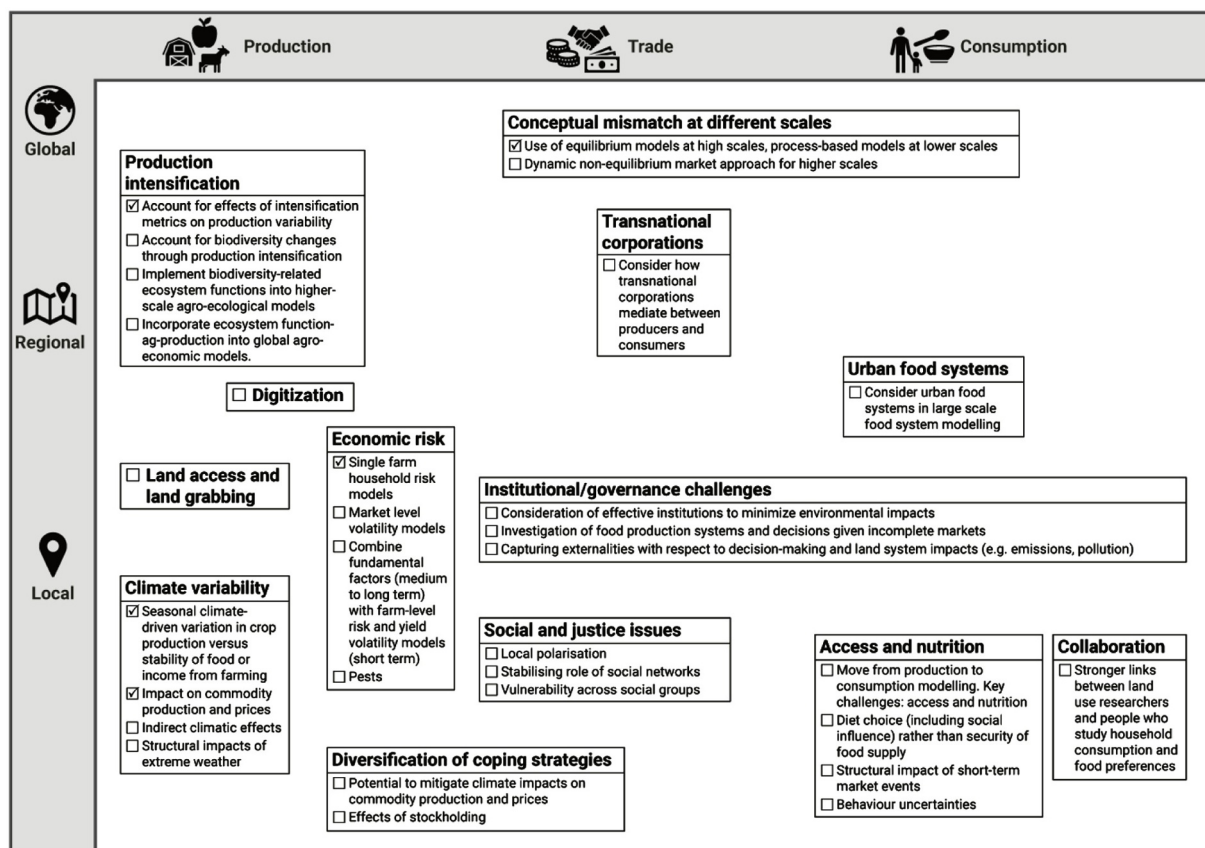 Production
Trade
Consumption
Global
Regional
Local
Conceptual mismatch at different scales
☑ Use of equilibrium models at high scales, process-based models at lower scales
☐ Dynamic non-equilibrium market approach for higher scales
Production
intensification
☑ Account for effects of intensification
metrics on production variability
☐ Account for biodiversity changes
through production intensification
☐ Implement biodiversity-related
ecosystem functions into higher-
scale agro-ecological models
☐ Incorporate ecosystem function-
ag-production into global agro-
economic models.
Transnational
corporations
☐ Consider how
transnational
corporations
mediate between
producers and
consumers
Urban food systems
☐ Consider urban food
systems in large scale
food system modelling
☐ Digitization
☐ Land access and
land grabbing
Economic risk
☑ Single farm
household risk
models
☐ Market level
volatility models
☐ Combine
fundamental
factors (medium
to long term)
with farm-level
risk and yield
volatility models
(short term)
☐ Pests
Institutional/governance challenges
☐ Consideration of effective institutions to minimize environmental impacts
☐ Investigation of food production systems and decisions given incomplete markets
☐ Capturing externalities with respect to decision-making and land system impacts (e.g. emissions, pollution)
Climate variability
☑ Seasonal climate-
driven variation in crop
production versus
stability of food or
income from farming
☑ Impact on commodity
production and prices
☐ Indirect climatic effects
☐ Structural impacts of
extreme weather
Social and justice issues
☐ Local polarisation
☐ Stabilising role of social networks
☐ Vulnerability across social groups
Access and nutrition
☐ Move from production to
consumption modelling. Key
challenges: access and nutrition
☐ Diet choice (including social
influence) rather than security of
food supply
☐ Structural impact of short-term
market events
☐ Behaviour uncertainties
Collaboration
☐ Stronger links
between land
use researchers
and people who
study household
consumption and
food preferences
Diversification of coping strategies
☐ Potential to mitigate climate impacts on
commodity production and prices
☐ Effects of stockholding